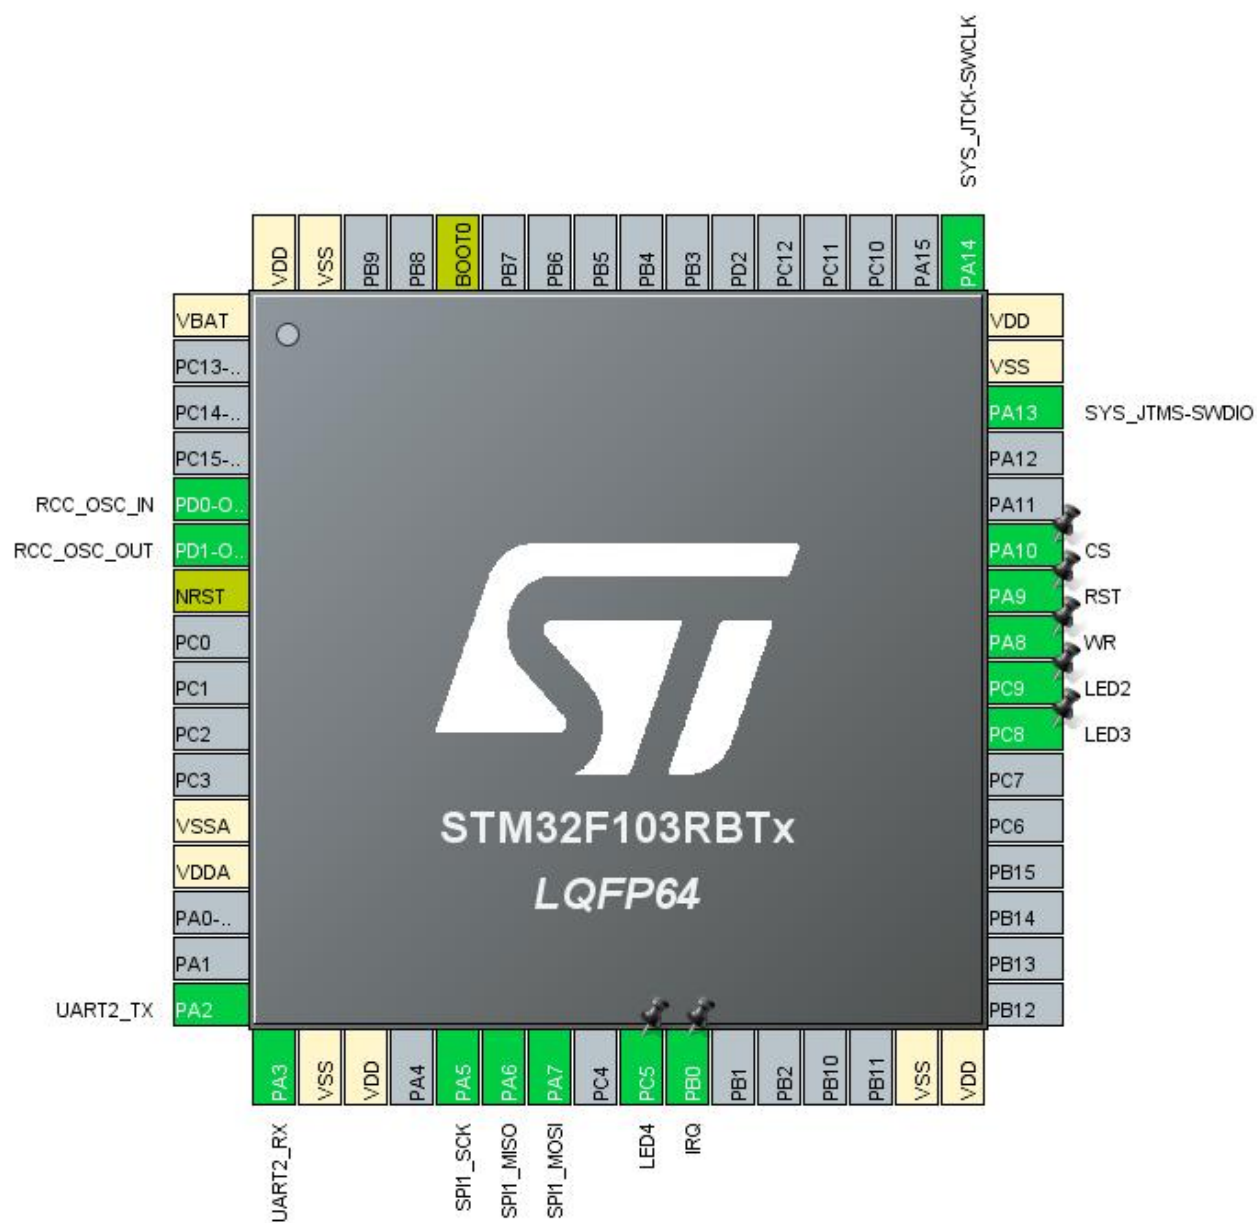 SYS_JTCK-SWCLK
VDD
VSS
PB9
PB8
BOOT0
PB7
PB6
PB5
PB4
PB3
PD2
PC12
PC11
PC10
PA15
PA14
VBAT
PC13-..
PC14-..
PC15-..
RCC_OSC_IN PD0-O..
RCC_OSC_OUT PD1-O..
NRST
PC0
PC1
PC2
PC3
VSSA
VDDA
PA0-..
PA1
UART2_TX PA2
VDD
VSS
PA13 SYS_JTMS-SWDIO
PA12
PA11
PA10 CS
PA9 RST
PA8 WR
PC9 LED2
PC8 LED3
PC7
PC6
PB15
PB14
PB13
PB12
ST
STM32F103RBTx
LQFP64
PA3
VSS
VDD
PA4
PA5
PA6
PA7
PC4
PC5
PB0
PB1
PB2
PB10
PB11
VSS
VDD
UART2_RX
SPI1_SCK
SPI1_MISO
SPI1_MOSI
LED4
IRQ